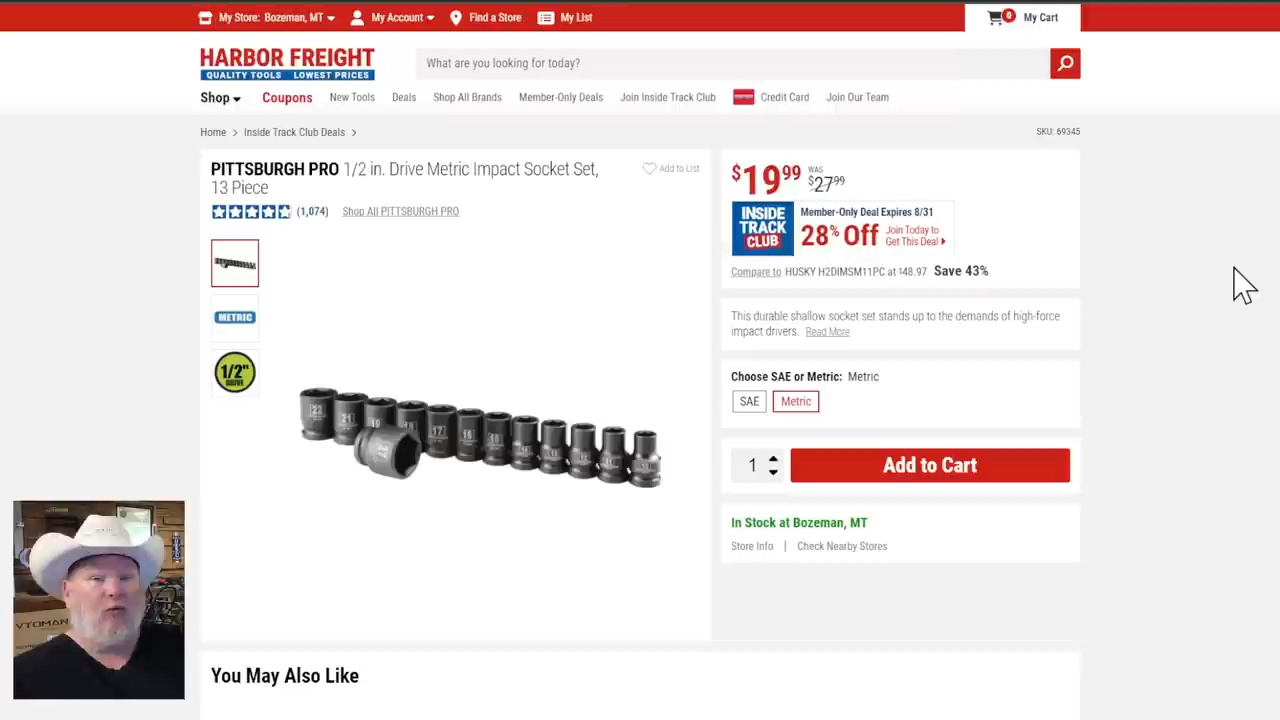 My Store: Bozeman, MT
My Account
Find a Store
My List
0
My Cart
HARBOR FREIGHT
QUALITY TOOLS LOWEST PRICES
What are you looking for today?
Shop
Coupons
New Tools
Deals
Shop All Brands
Member-Only Deals
Join Inside Track Club
Credit Card
Join Our Team
Home > Inside Track Club Deals >
SKU: 69345
PITTSBURGH PRO 1/2 in. Drive Metric Impact Socket Set,
13 Piece
Add to List
(1,074)
Shop All PITTSBURGH PRO
METRIC
1/2"
DRIVE
22
21
19
17
$19.99
WAS
$27.99
INSIDE
TRACK
CLUB
Member-Only Deal Expires 8/31
28% Off
Join Today to
Get This Deal
Compare to HUSKY H2DIMSM11PC at $48.97 Save 43%
This durable shallow socket set stands up to the demands of high-force
impact drivers. Read More
Choose SAE or Metric: Metric
SAE
Metric
1
Add to Cart
In Stock at Bozeman, MT
Store Info | Check Nearby Stores
VTOMAN
You May Also Like